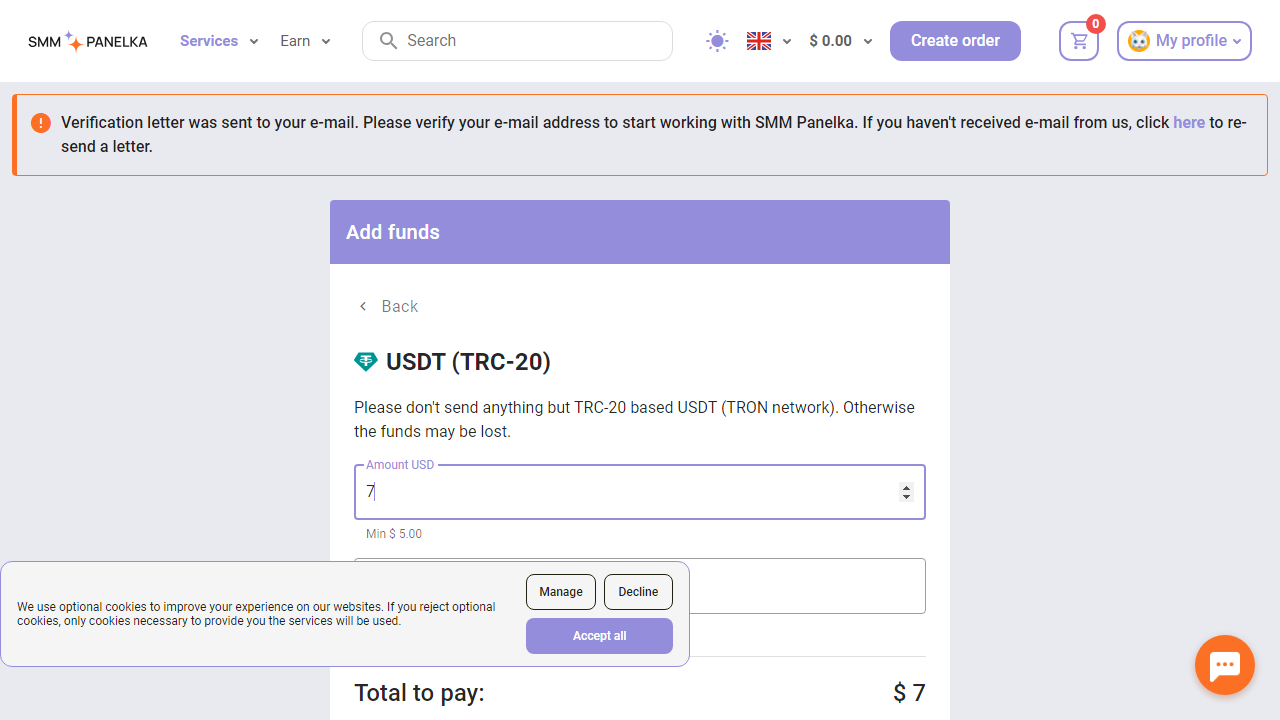 SMM PANELKA
Services
Earn
Search
$ 0.00
Create order
0
My profile
Verification letter was sent to your e-mail. Please verify your e-mail address to start working with SMM Panelka. If you haven't received e-mail from us, click here to re-
send a letter.
Add funds
Back
USDT (TRC-20)
Please don't send anything but TRC-20 based USDT (TRON network). Otherwise
the funds may be lost.
Amount USD
7
Min $ 5.00
We use optional cookies to improve your experience on our websites. If you reject optional
cookies, only cookies necessary to provide you the services will be used.
Manage
Decline
Accept all
Total to pay:
$ 7